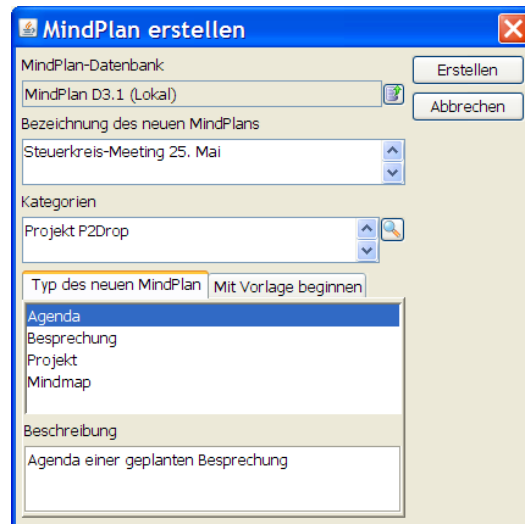 MindPlan erstellen
MindPlan-Datenbank
Erstellen
MindPlan D3.1 (Lokal)
Abbrechen
Bezeichnung des neuen MindPlans
Steuerkreis-Meeting 25. Mai
Kategorien
Projekt P2Drop
Typ des neuen MindPlan Mit Vorlage beginnen
Agenda
Besprechung
Projekt
Mindmap
Beschreibung
Agenda einer geplanten Besprechung